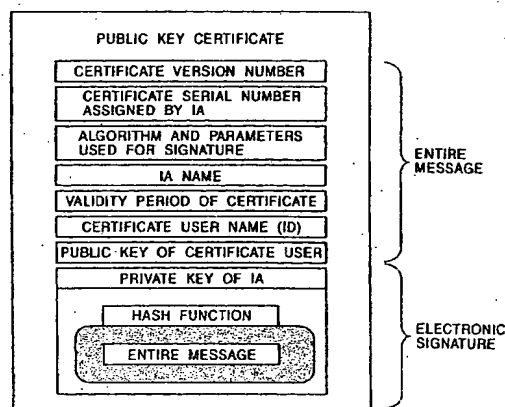 PUBLIC KEY CERTIFICATE
CERTIFICATE VERSION NUMBER
CERTIFICATE SERIAL NUMBER
ASSIGNED BY IA
ALGORITHM AND PARAMETERS
USED FOR SIGNATURE
IA NAME
VALIDITY PERIOD OF CERTIFICATE
CERTIFICATE USER NAME (ID)
PUBLIC KEY OF CERTIFICATE USER
ENTIRE
MESSAGE
PRIVATE KEY OF IA
HASH FUNCTION
ENTIRE MESSAGE
ELECTRONIC
SIGNATURE